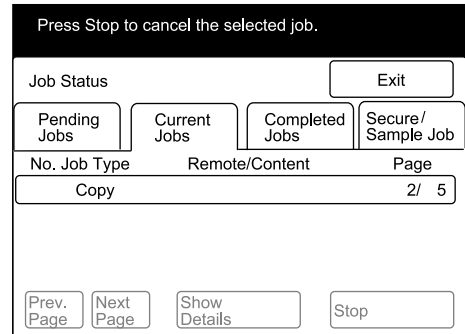 Press Stop to cancel the selected job.
Job Status
Exit
Pending
Jobs
Current
Jobs
Completed
Jobs
Secure/
Sample Job
No. Job Type Remote/Content Page
Copy 2/ 5
Prev.
Page
Next
Page
Show
Details
Stop